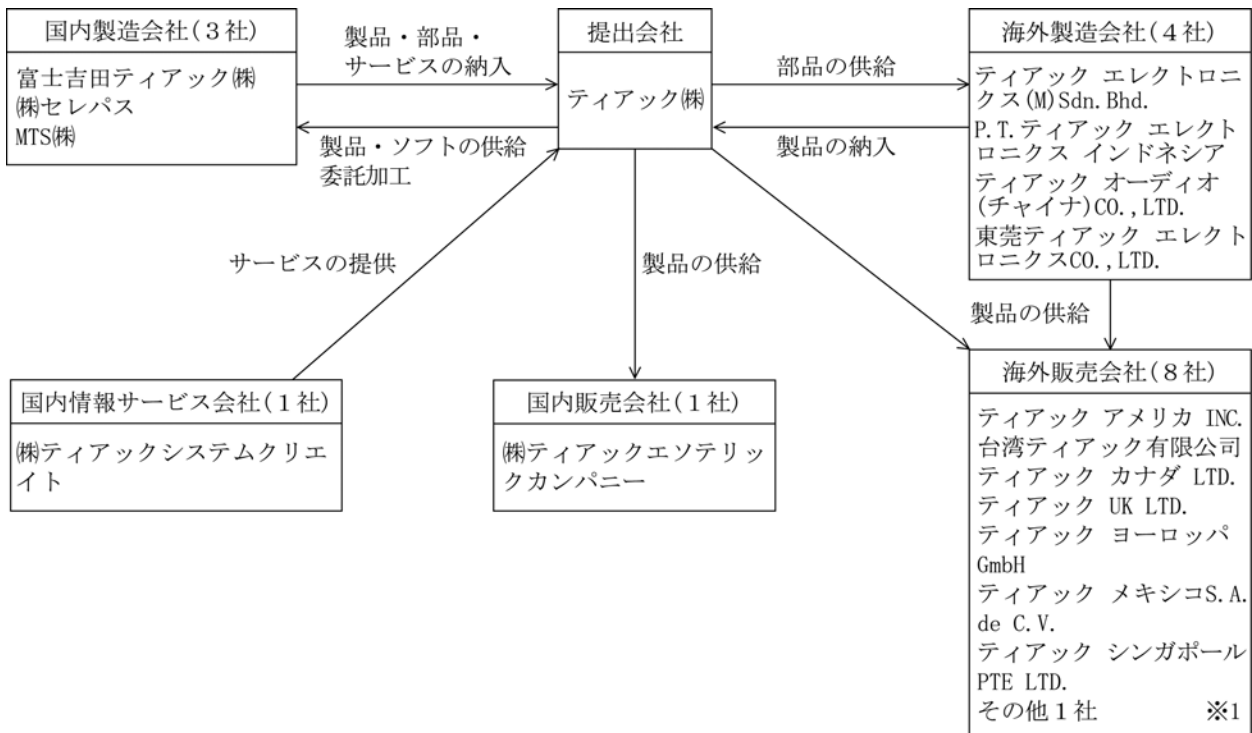 国内製造会社(3社)
富士吉田ティアック㈱
㈱セレパス
MTS㈱
製品・部品・
サービスの納入
製品・ソフトの供給
委託加工
提出会社
ティアック㈱
部品の供給
製品の納入
海外製造会社(4社)
ティアック エレクトロニ
クス(M)Sdn.Bhd.
P.T.ティアック エレクト
ロニクス インドネシア
ティアック オーディオ
(チャイナ)CO.,LTD.
東莞ティアック エレクト
ロニクスCO.,LTD.
サービスの提供
製品の供給
製品の供給
国内情報サービス会社(1社)
㈱ティアックシステムクリエ
イト
国内販売会社(1社)
㈱ティアックエソテリッ
クカンパニー
海外販売会社(8社)
ティアック アメリカ INC.
台湾ティアック有限公司
ティアック カナダ LTD.
ティアック UK LTD.
ティアック ヨーロッパ
GmbH
ティアック メキシコS.A.
de C.V.
ティアック シンガポール
PTE LTD.
その他1社 ※1